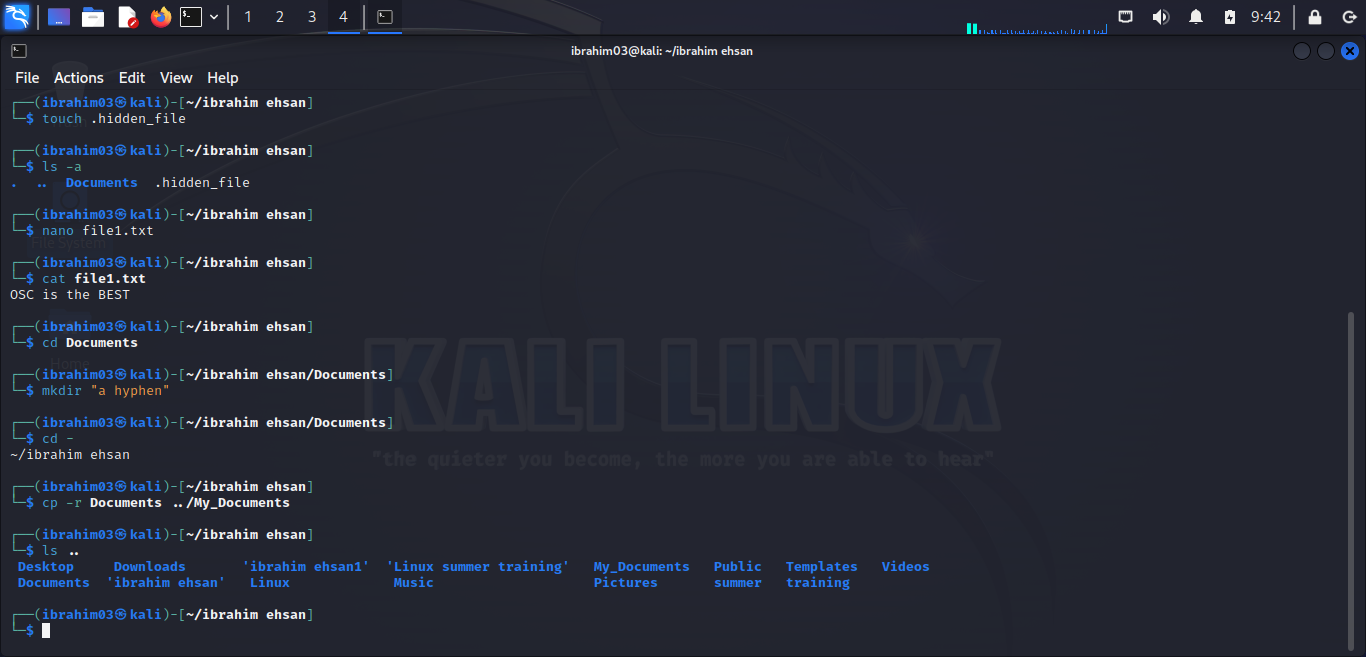 1 2 3 4 9:42
ibrahim03@kali: ~/ibrahim ehsan
File Actions Edit View Help
┌──(ibrahim03㉿kali)-[~/ibrahim ehsan]
└─$ touch .hidden_file
┌──(ibrahim03㉿kali)-[~/ibrahim ehsan]
└─$ ls -a
. .. Documents .hidden_file
┌──(ibrahim03㉿kali)-[~/ibrahim ehsan]
└─$ nano file1.txt
File System
┌──(ibrahim03㉿kali)-[~/ibrahim ehsan]
└─$ cat file1.txt
OSC is the BEST
┌──(ibrahim03㉿kali)-[~/ibrahim ehsan]
└─$ cd Documents
Home
┌──(ibrahim03㉿kali)-[~/ibrahim ehsan/Documents]
└─$ mkdir "a hyphen"
KALI LINUX
┌──(ibrahim03㉿kali)-[~/ibrahim ehsan/Documents]
└─$ cd -
~/ibrahim ehsan
"the quieter you become, the more you are able to hear"
┌──(ibrahim03㉿kali)-[~/ibrahim ehsan]
└─$ cp -r Documents ../My_Documents
┌──(ibrahim03㉿kali)-[~/ibrahim ehsan]
└─$ ls ..
Desktop Downloads 'ibrahim ehsan1' 'Linux summer training' My_Documents Public Templates Videos
Documents 'ibrahim ehsan' Linux Music Pictures summer training
┌──(ibrahim03㉿kali)-[~/ibrahim ehsan]
└─$